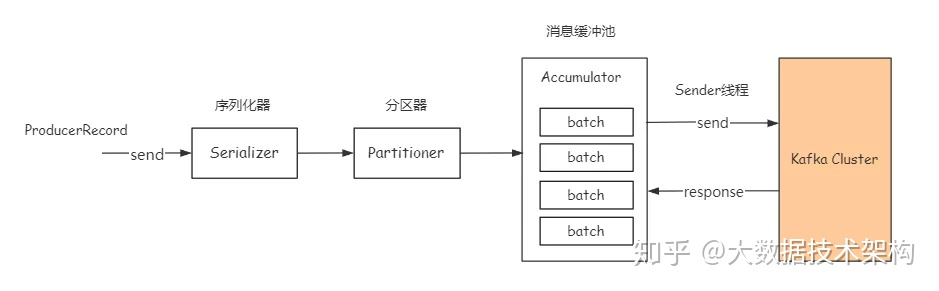 消息缓冲池
Accumulator
Sender线程
序列化器
分区器
ProducerRecord
send
Serializer
Partitioner
batch
batch
batch
batch
send
response
Kafka Cluster
知乎 @大数据技术架构